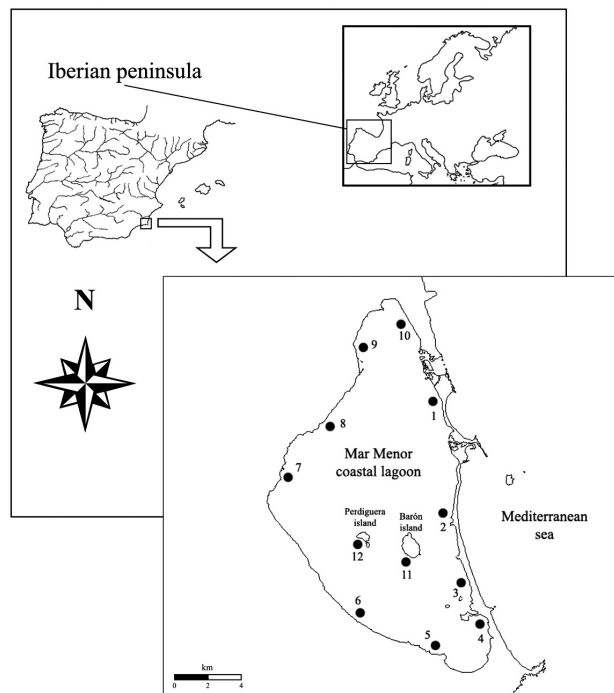 Iberian peninsula
N
10
9
1
8
Mar Menor
coastal lagoon
7
Perdiguera
island
Barón
island
2
Mediterranean
sea
12
11
3
6
4
5
km
0 2 4